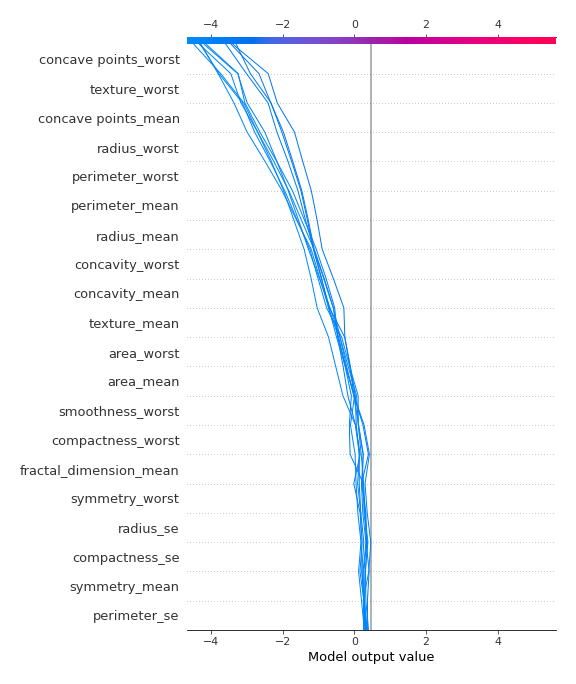 −4 −2 0 2 4
concave points_worst
texture_worst
concave points_mean
radius_worst
perimeter_worst
perimeter_mean
radius_mean
concavity_worst
concavity_mean
texture_mean
area_worst
area_mean
smoothness_worst
compactness_worst
fractal_dimension_mean
symmetry_worst
radius_se
compactness_se
symmetry_mean
perimeter_se
−4 −2 0 2 4
Model output value